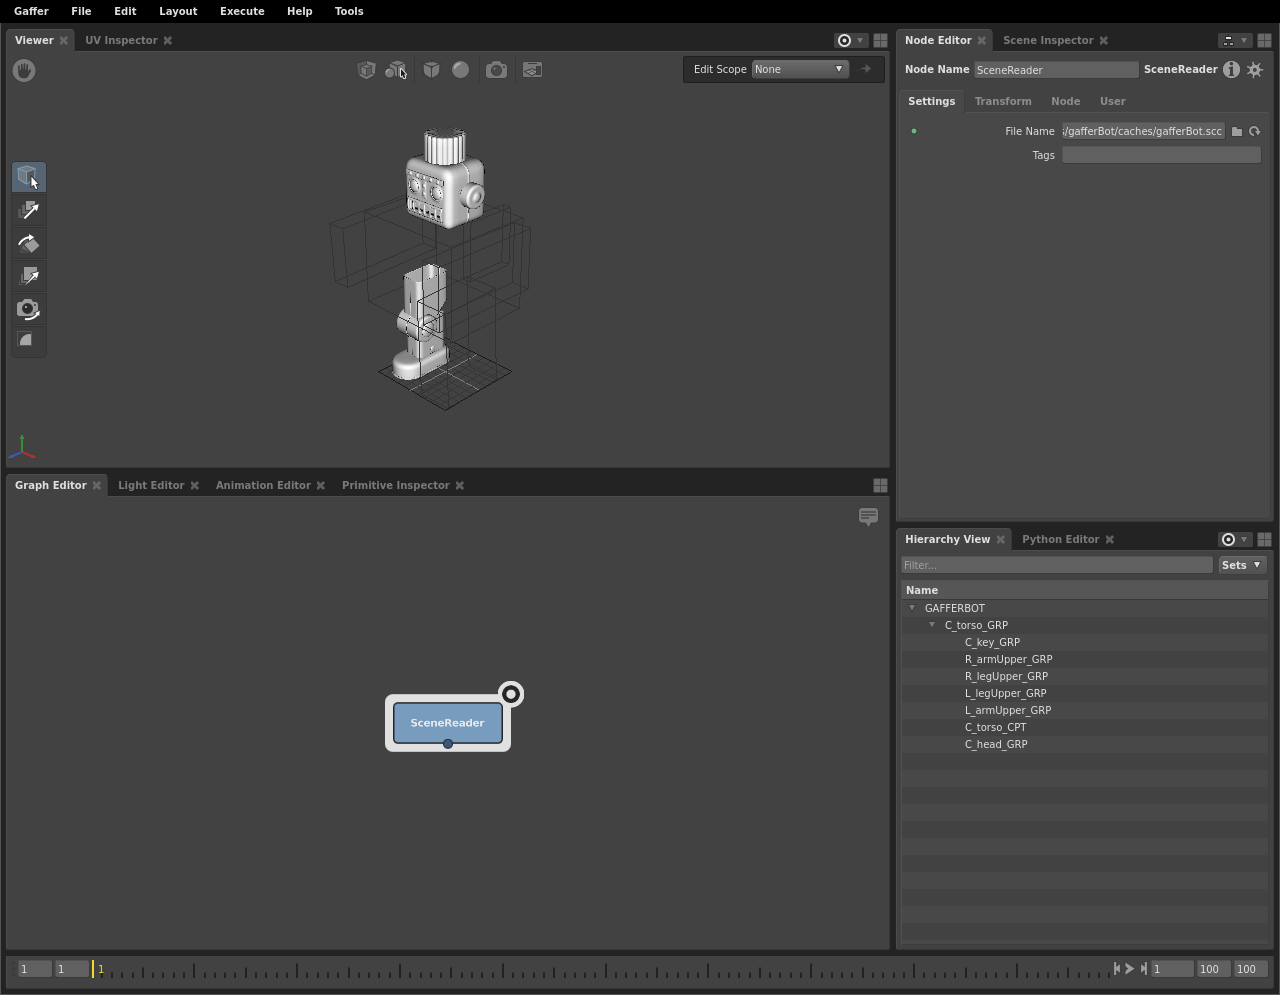 Gaffer File Edit Layout Execute Help Tools
Viewer UV Inspector
Edit Scope None
Graph Editor Light Editor Animation Editor Primitive Inspector
SceneReader
Node Editor Scene Inspector
Node Name SceneReader SceneReader
Settings Transform Node User
File Name /gafferBot/caches/gafferBot.scc
Tags
Hierarchy View Python Editor
Filter... Sets
Name
GAFFERBOT
C_torso_GRP
C_key_GRP
R_armUpper_GRP
R_legUpper_GRP
L_legUpper_GRP
L_armUpper_GRP
C_torso_CPT
C_head_GRP
1 1 1 1 100 100